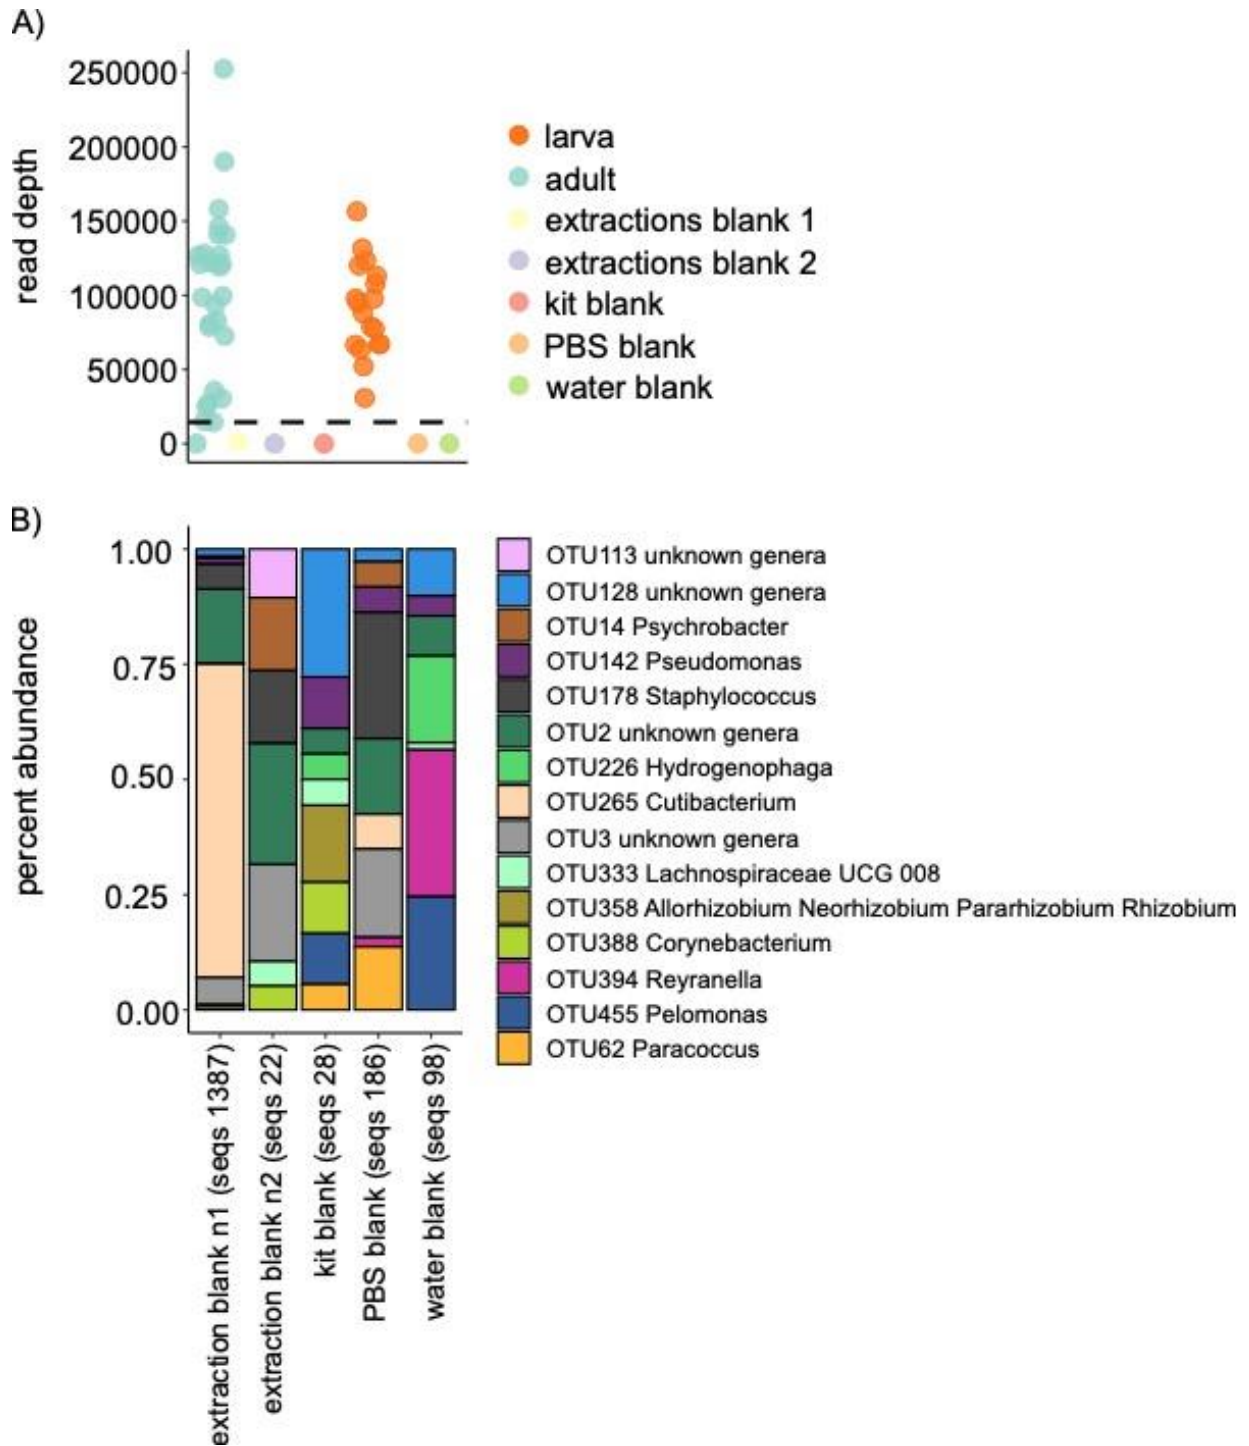 A)
read depth
250000
200000
150000
100000
50000
0
larva
adult
extractions blank 1
extractions blank 2
kit blank
PBS blank
water blank
B)
percent abundance
1.00
0.75
0.50
0.25
0.00
extraction blank n1 (seqs 1387)
extraction blank n2 (seqs 22)
kit blank (seqs 28)
PBS blank (seqs 186)
water blank (seqs 98)
OTU113 unknown genera
OTU128 unknown genera
OTU14 Psychrobacter
OTU142 Pseudomonas
OTU178 Staphylococcus
OTU2 unknown genera
OTU226 Hydrogenophaga
OTU265 Cutibacterium
OTU3 unknown genera
OTU333 Lachnospiraceae UCG 008
OTU358 Allorhizobium Neorhizobium Pararhizobium Rhizobium
OTU388 Corynebacterium
OTU394 Reyranella
OTU455 Pelomonas
OTU62 Paracoccus